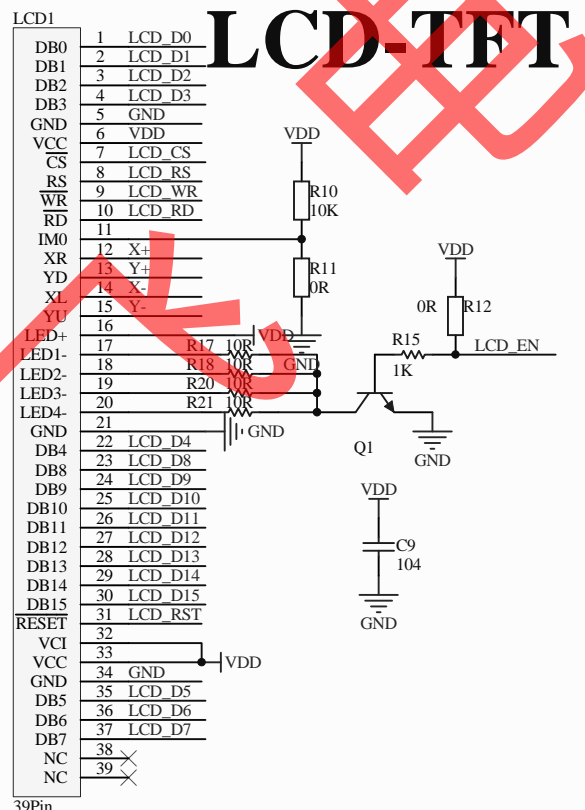 LCD-TFT
LCD1
DB0 1 LCD_D0
DB1 2 LCD_D1
DB2 3 LCD_D2
DB3 4 LCD_D3
GND 5 GND
VCC 6 VDD
CS 7 LCD_CS
RS 8 LCD_RS
WR 9 LCD_WR
RD 10 LCD_RD
IM0 11
XR 12 X+
YD 13 Y+
XL 14 X-
YU 15 Y-
LED+ 16 VDD
LED1- 17 R17 10R
LED2- 18 R18 10R
LED3- 19 R20 10R
LED4- 20 R21 10R
GND 21 GND
DB4 22 LCD_D4
DB8 23 LCD_D8
DB9 24 LCD_D9
DB10 25 LCD_D10
DB11 26 LCD_D11
DB12 27 LCD_D12
DB13 28 LCD_D13
DB14 29 LCD_D14
DB15 30 LCD_D15
RESET 31 LCD_RST
VCI 32
VCC 33 VDD
GND 34 GND
DB5 35 LCD_D5
DB6 36 LCD_D6
DB7 37 LCD_D7
NC 38
NC 39
39Pin
VDD
R10
10K
R11
0R
GND
VDD
0R R12
R15
1K
LCD_EN
Q1
GND
VDD
C9
104
GND